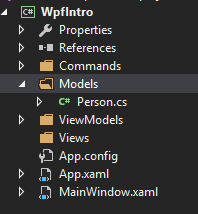 C# WpfIntro
Properties
References
Commands
Models
C# Person.cs
ViewModels
Views
App.config
App.xaml
MainWindow.xaml